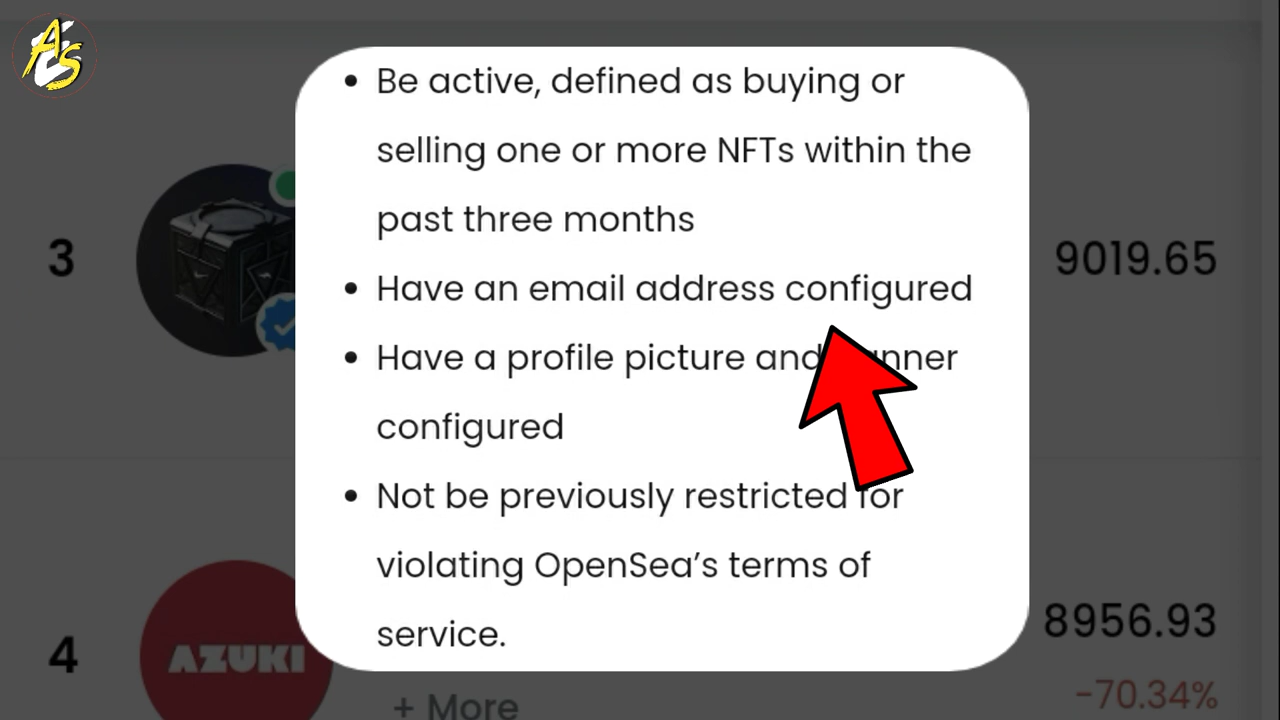 ACS
• Be active, defined as buying or
selling one or more NFTs within the
past three months
• Have an email address configured
• Have a profile picture and
configured
• Not be previously restricted for
violating OpenSea’s terms of
service.
3
9019.65
4
AZUKI
8956.93
-70.34%
+ More